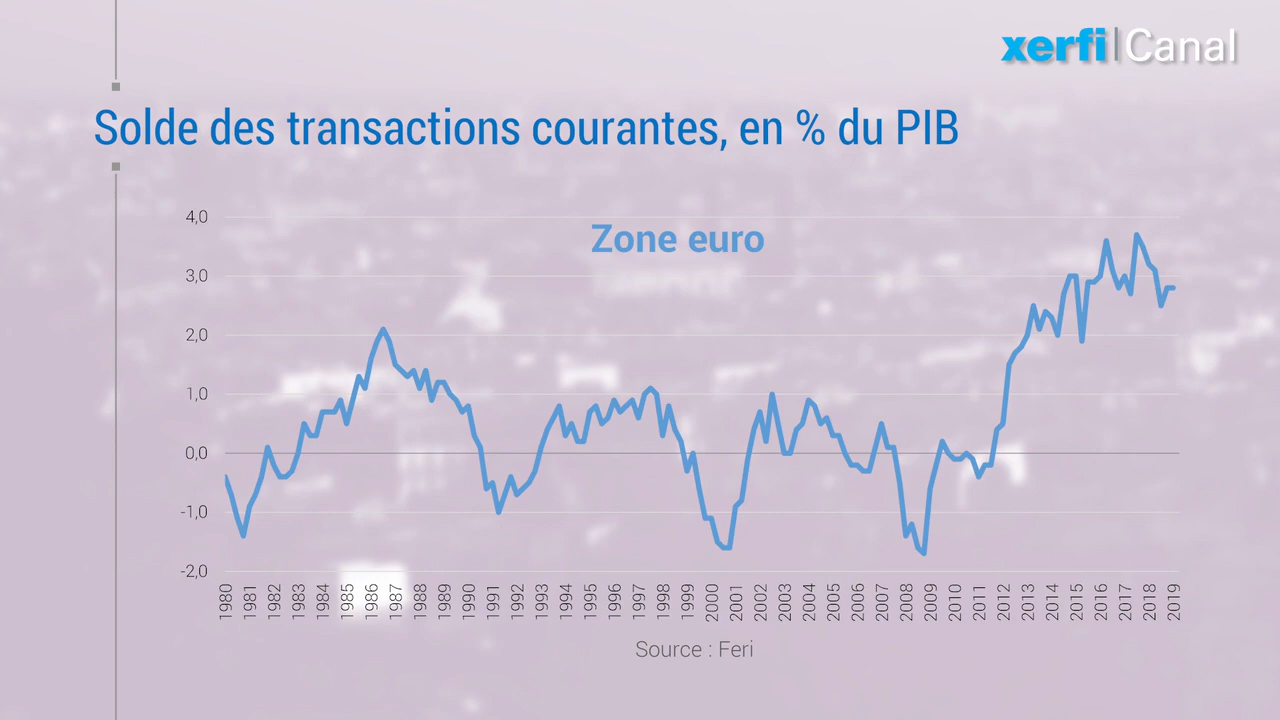 xerfi Canal
Solde des transactions courantes, en % du PIB
Zone euro
4,0
3,0
2,0
1,0
0,0
-1,0
-2,0
1980 1981 1982 1983 1984 1985 1986 1987 1988 1989 1990 1991 1992 1993 1994 1995 1996 1997 1998 1999 2000 2001 2002 2003 2004 2005 2006 2007 2008 2009 2010 2011 2012 2013 2014 2015 2016 2017 2018 2019
Source : Feri